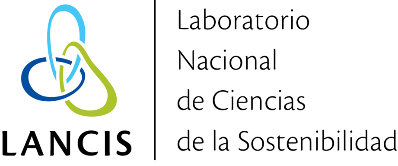 LANCIS
Laboratorio
Nacional
de Ciencias
de la Sostenibilidad